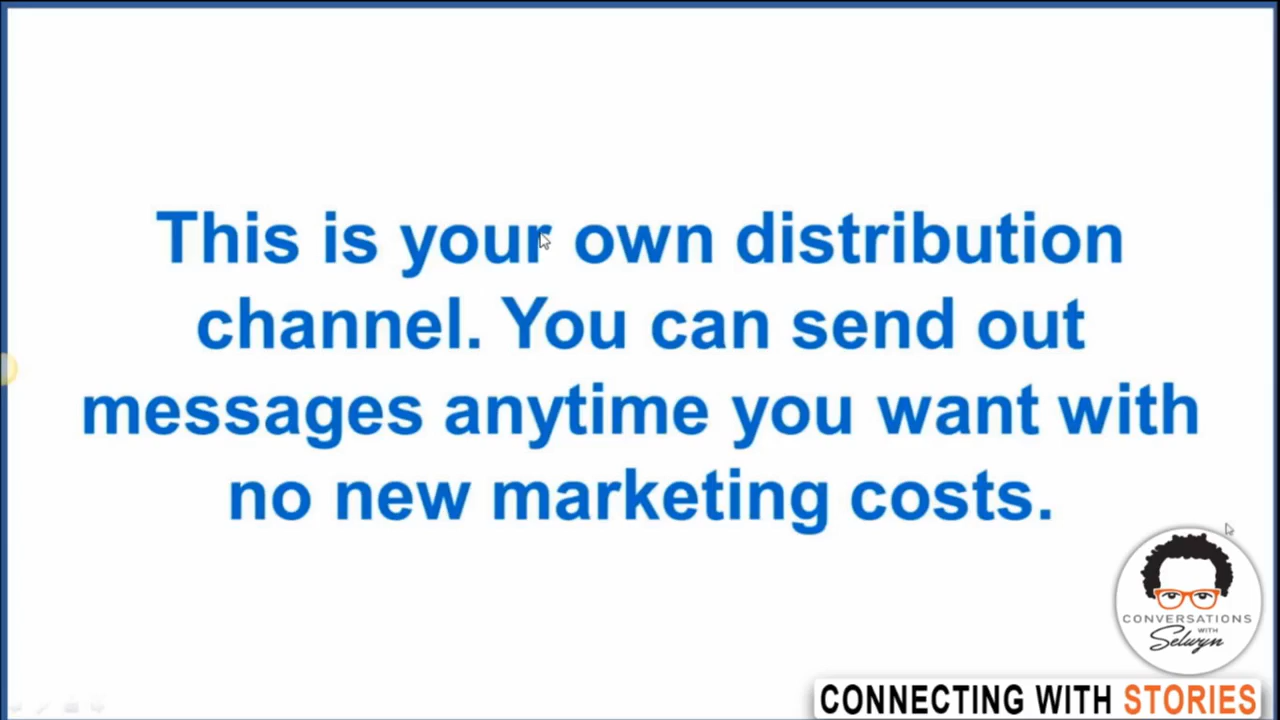 This is your own distribution
channel. You can send out
messages anytime you want with
no new marketing costs.
CONVERSATIONS
WITH
Selwyn
CONNECTING WITH STORIES